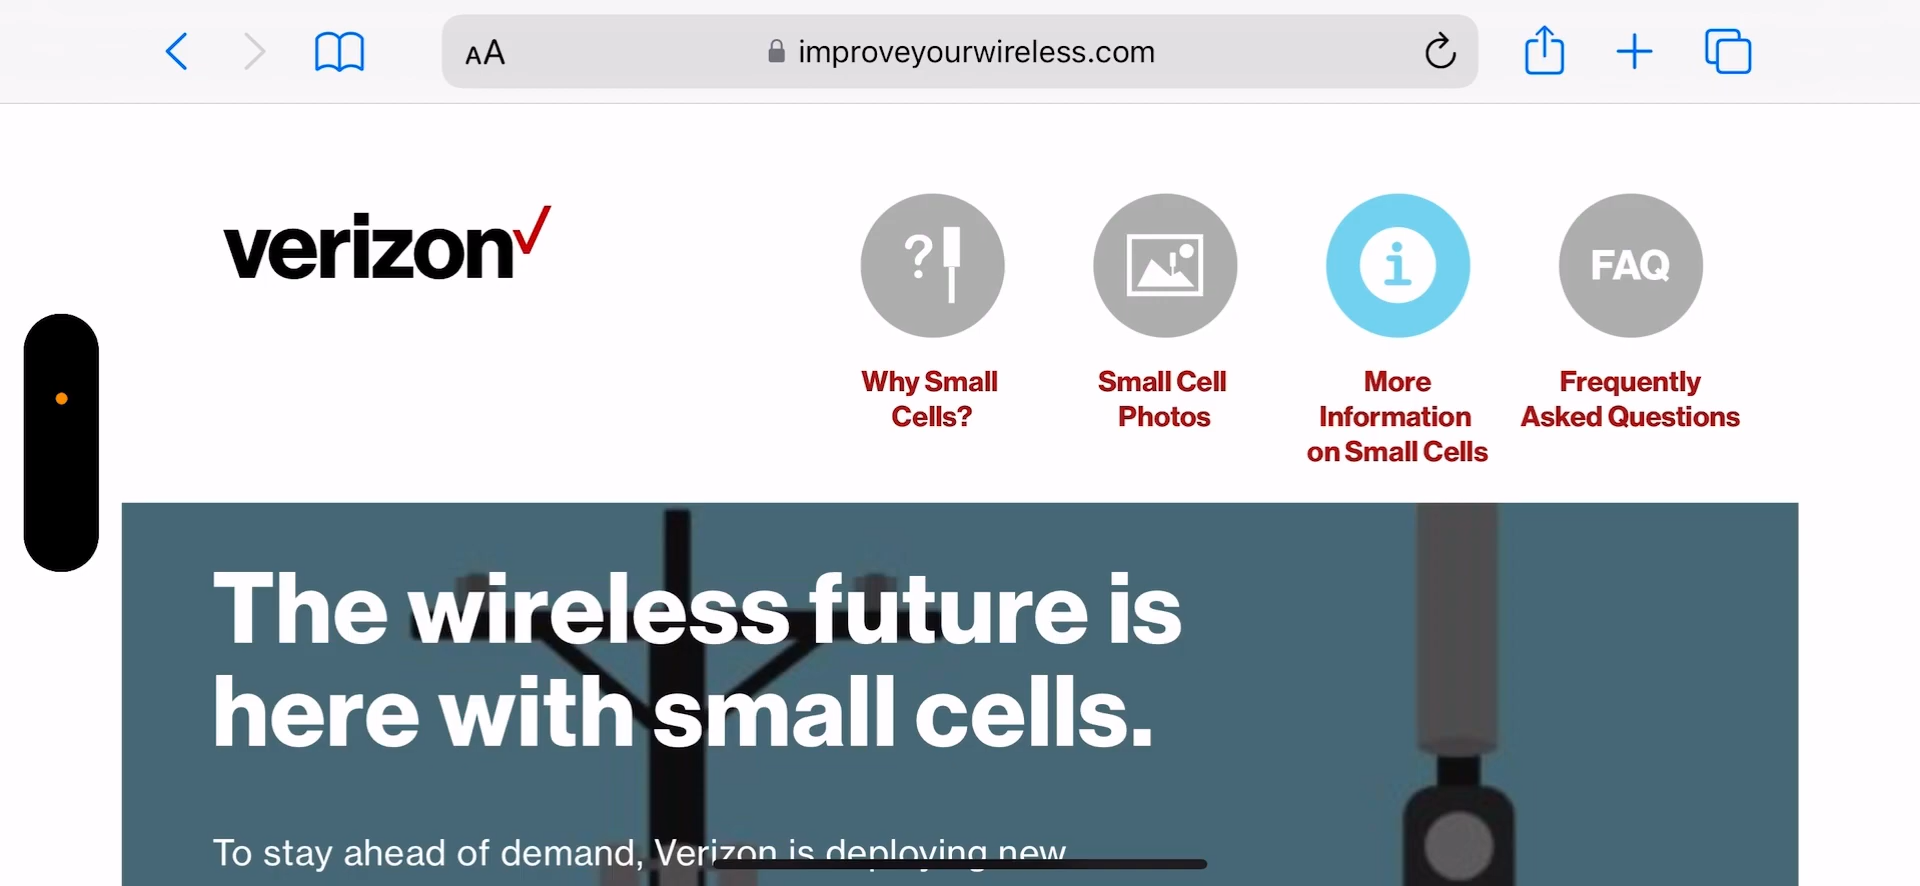 AA improveyourwireless.com
verizon
?
i
FAQ
Why Small
Cells?
Small Cell
Photos
More
Information
on Small Cells
Frequently
Asked Questions
The wireless future is
here with small cells.
To stay ahead of demand, Verizon is deploying new